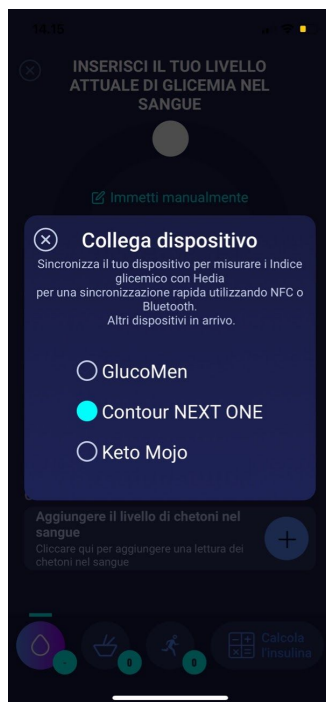 18:15
INSERISCI IL TUO LIVELLO
ATTUALE DI GLICEMIA NEL
SANGUE
Immetti manualmente
Collega dispositivo
Sincronizza il tuo dispositivo per misurare i Indice
glicemico con Hedia
per una sincronizzazione rapida utilizzando NFC o
Bluetooth.
Altri dispositivi in arrivo.
GlucoMen
Contour NEXT ONE
Keto Mojo
Aggiungere il livello di chetoni nel
sangue
Cliccare qui per aggiungere una lettura dei
chetoni nel sangue
-
0
0
Calcola
l'insulina